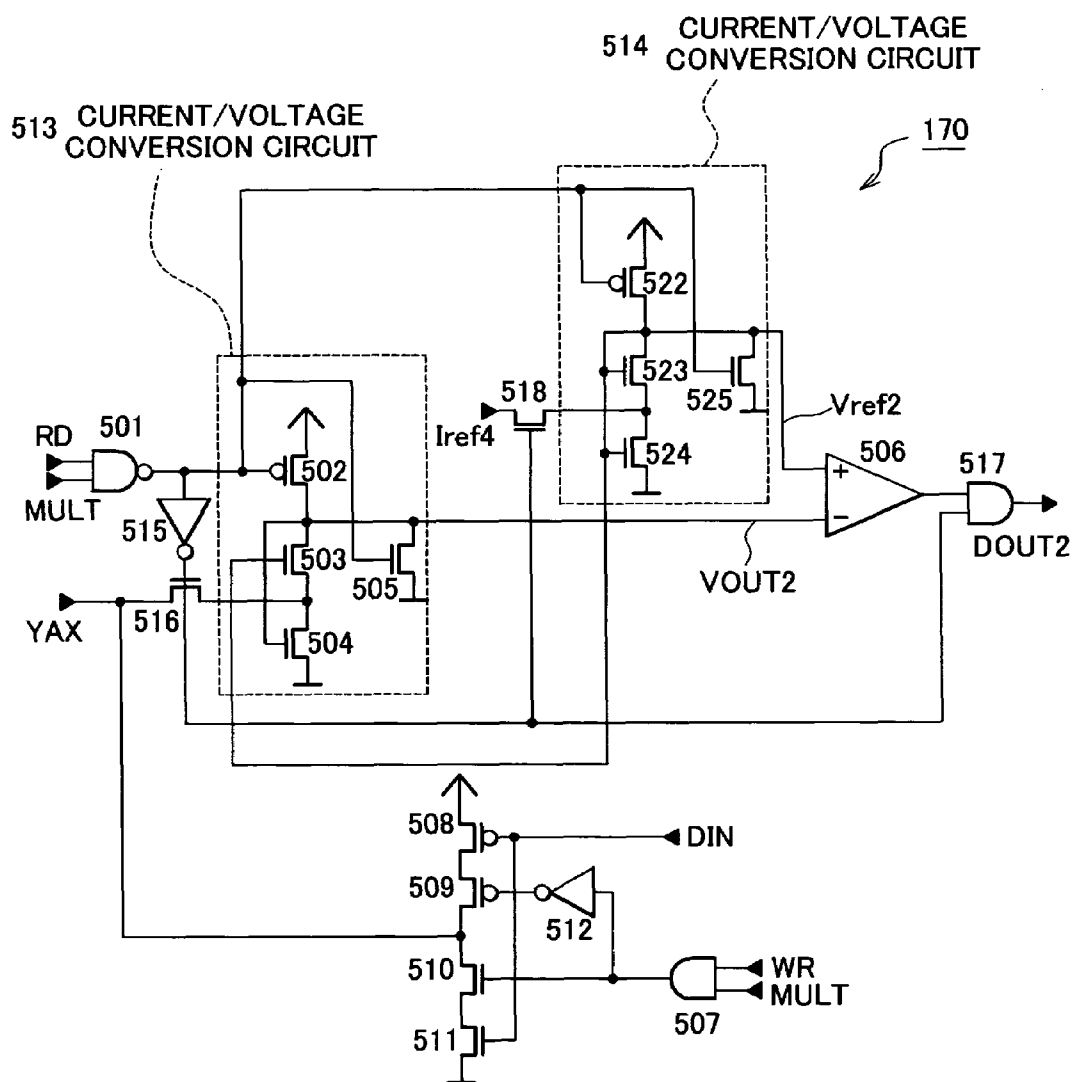 514 CURRENT/VOLTAGE
CONVERSION CIRCUIT
513 CURRENT/VOLTAGE
CONVERSION CIRCUIT
170
522
523
518
525
Vref2
Iref4
524
506
517
RD
501
MULT
502
515
+
−
DOUT2
503
505
VOUT2
YAX
516
504
508
DIN
509
512
510
WR
MULT
507
511